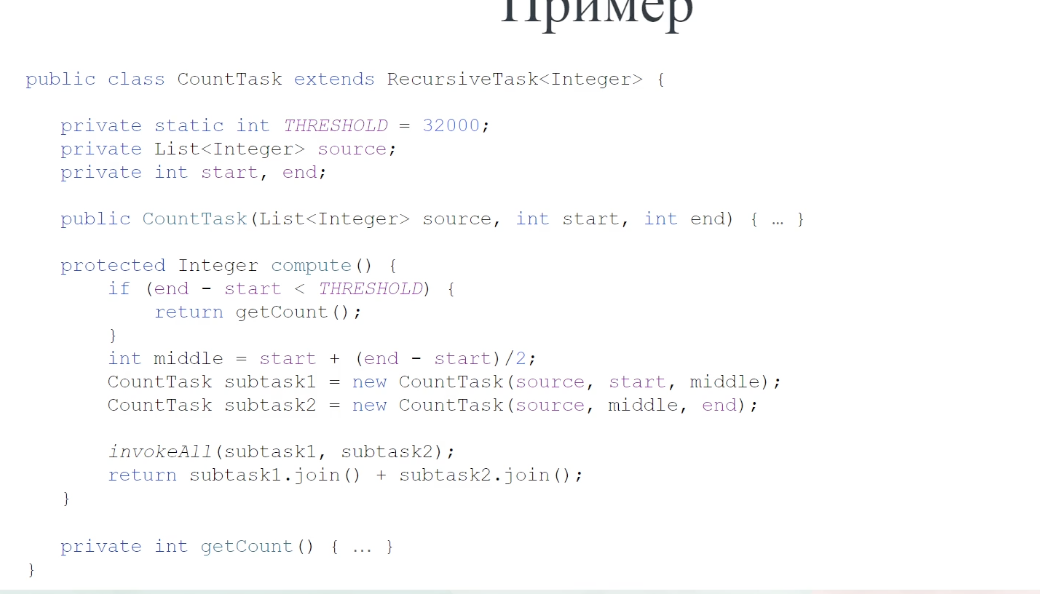 Пример
public class CountTask extends RecursiveTask<Integer> {
private static int THRESHOLD = 32000;
private List<Integer> source;
private int start, end;
public CountTask(List<Integer> source, int start, int end) { … }
protected Integer compute() {
if (end - start < THRESHOLD) {
return getCount();
}
int middle = start + (end - start)/2;
CountTask subtask1 = new CountTask(source, start, middle);
CountTask subtask2 = new CountTask(source, middle, end);
invokeAll(subtask1, subtask2);
return subtask1.join() + subtask2.join();
}
private int getCount() { … }
}